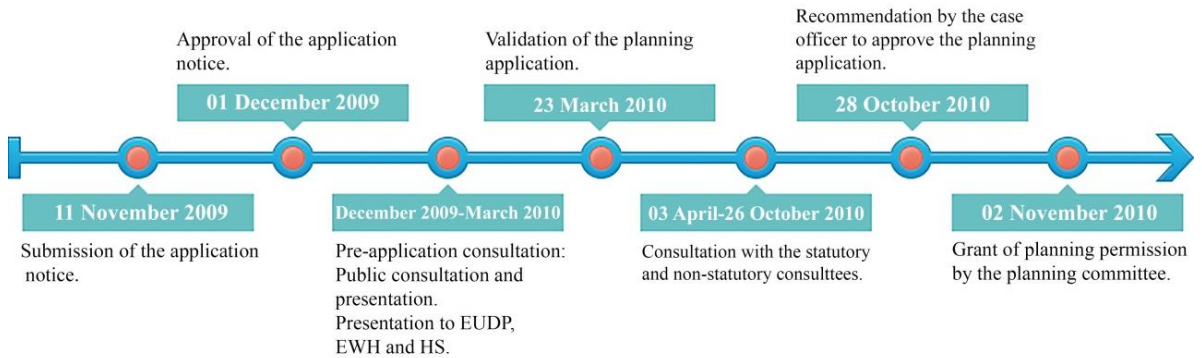 Approval of the application
notice.
01 December 2009
Validation of the planning
application.
23 March 2010
Recommendation by the case
officer to approve the planning
application.
28 October 2010
11 November 2009
Submission of the application
notice.
December 2009-March 2010
Pre-application consultation:
Public consultation and
presentation.
Presentation to EUDP,
EWH and HS.
03 April-26 October 2010
Consultation with the statutory
and non-statutory consulttees.
02 November 2010
Grant of planning permission
by the planning committee.